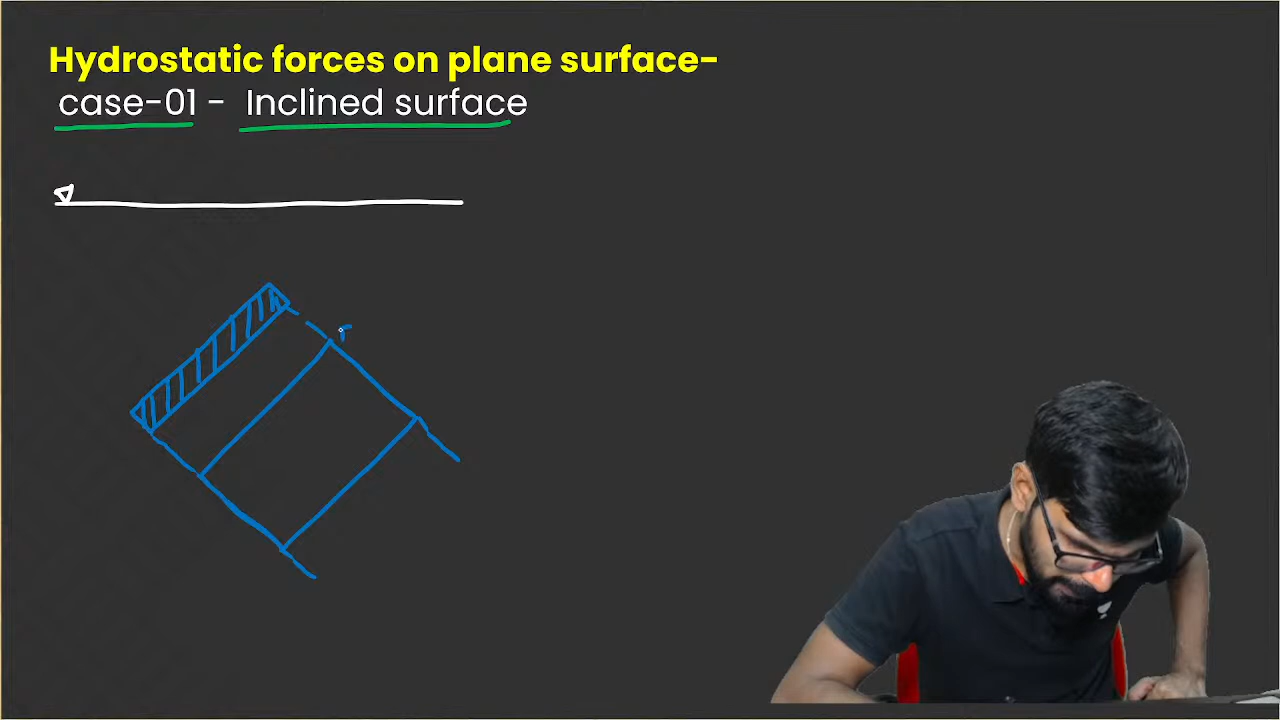 Hydrostatic forces on plane surface-
case-01 - Inclined surface